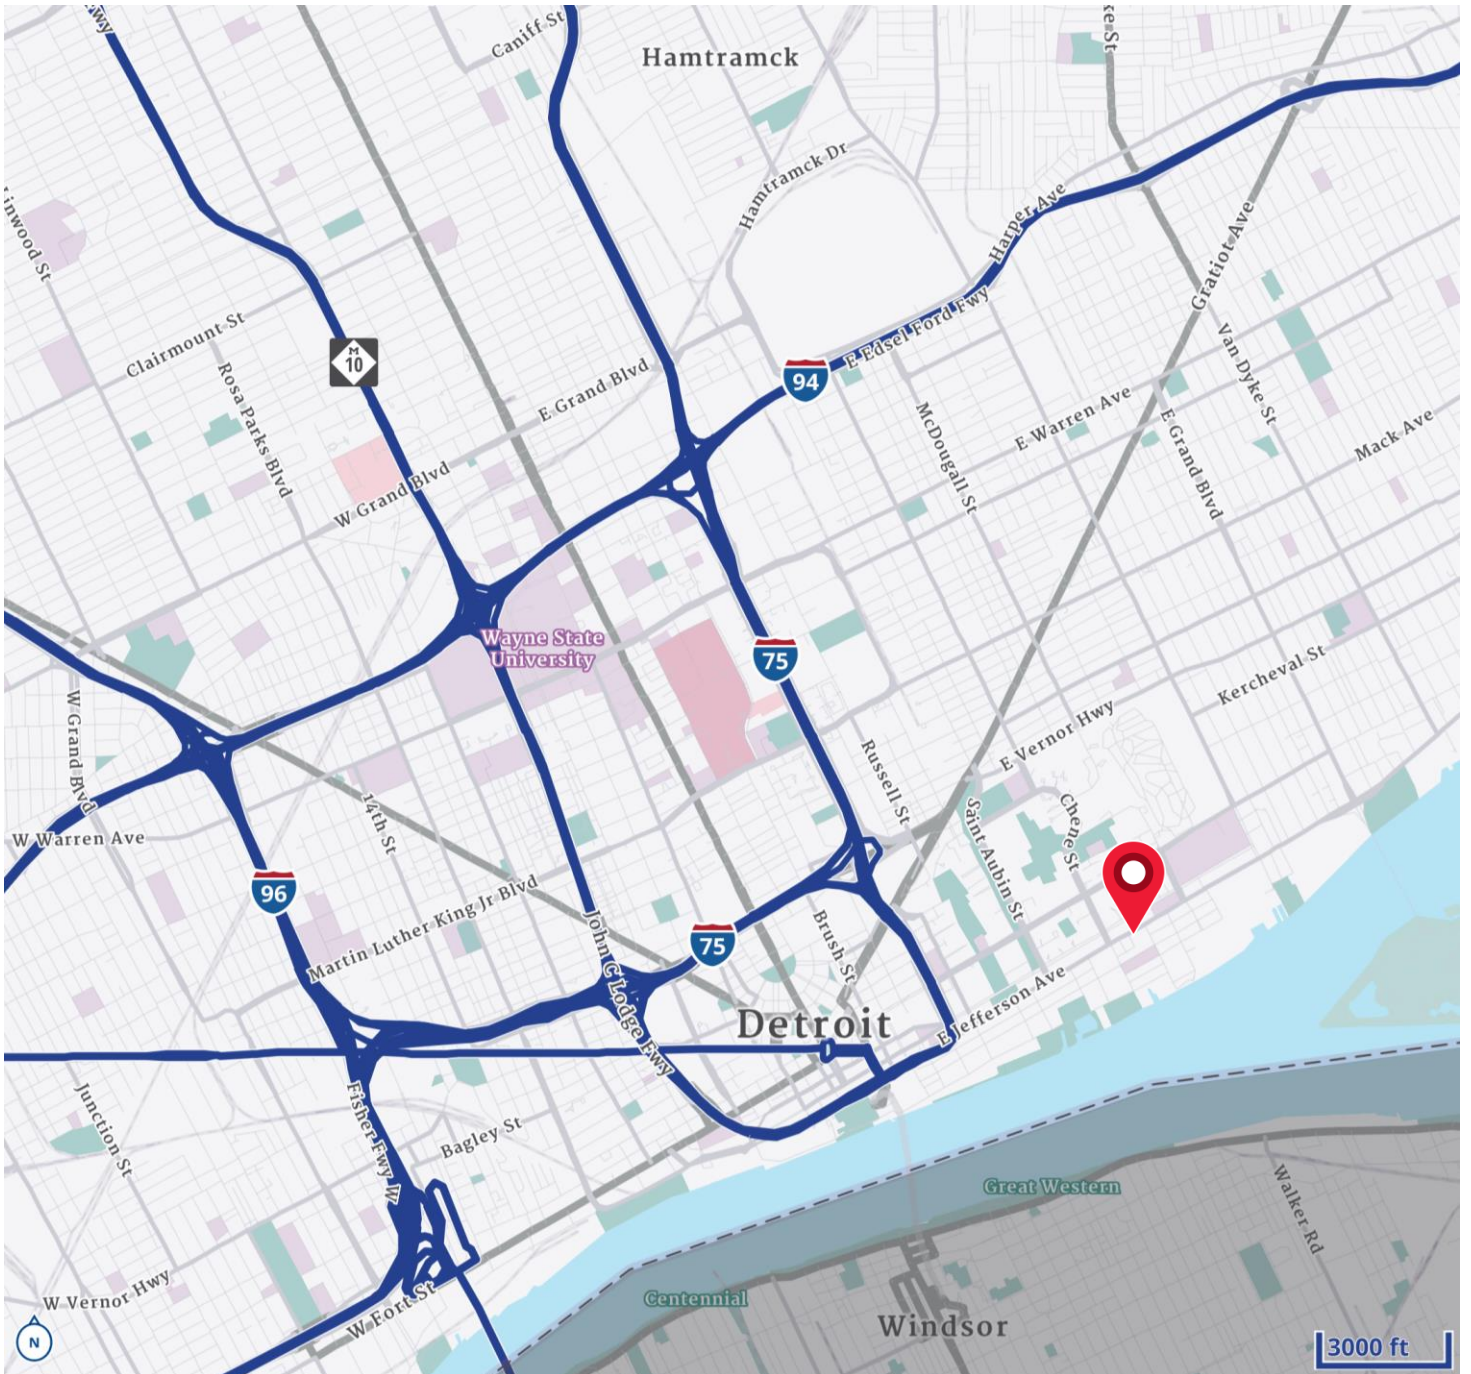 Caniff St
Hamtramck
Hamtramck Dr
Harper Ave
Linwood St
Gratiot Ave
Clairmount St
M
10
Rosa Parks Blvd
E Grand Blvd
94
E Edsel Ford Fwy
Van Dyke St
McDougall St
E Warren Ave
E Grand Blvd
Mack Ave
W Grand Blvd
Wayne State
University
75
W Grand Blvd
Kercheval St
E Vernor Hwy
Russell St
14th St
Saint Aubin St
Chene St
W Warren Ave
96
Martin Luther King Jr Blvd
John C Lodge Fwy
75
Brush St
Detroit
E Jefferson Ave
Junction St
Fisher Fwy W
Bagley St
Great Western
Walker Rd
W Vernor Hwy
W Fort St
Centennial
Windsor
N
3000 ft